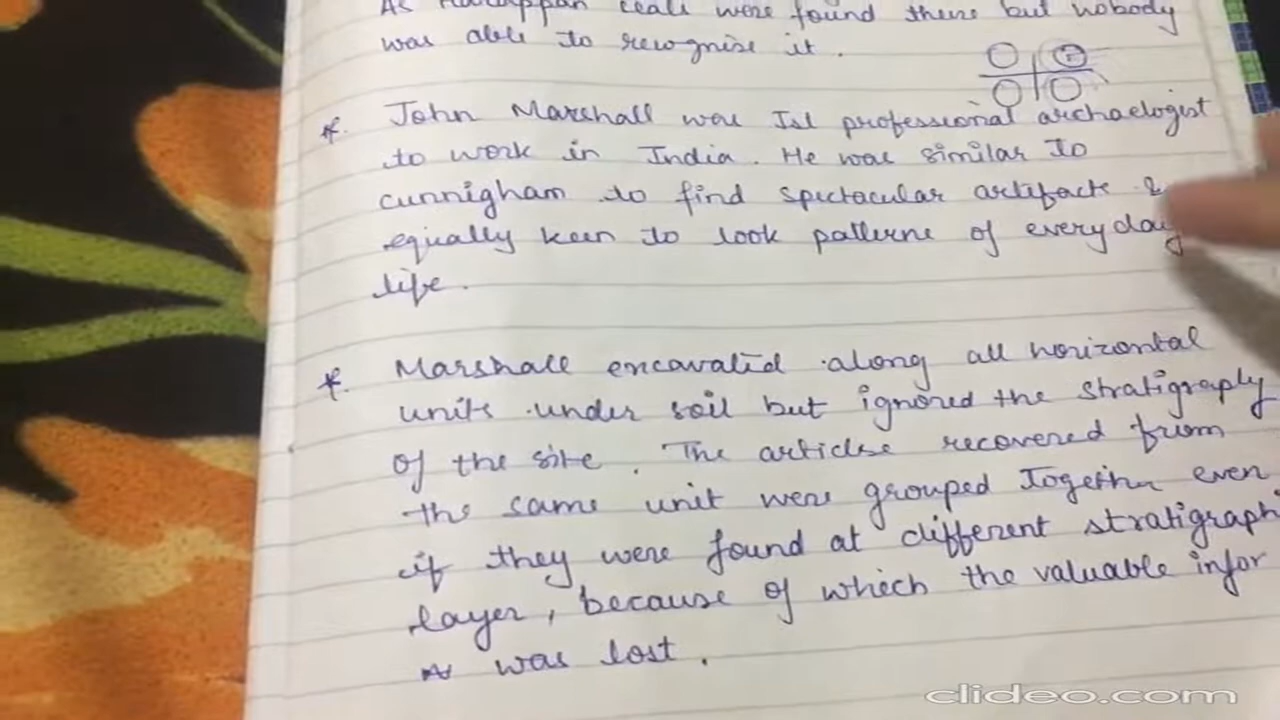 As Harappan seals were found there but nobody
was able to recognise it.
*. John Marshall was Ist professional archaelogist
to work in India. He was similar to
cunnigham to find spectacular artifacts &
equally keen to look patterns of everyday
life.
*. Marshall encavated along all horizontal
units under soil but ignored the stratigraphy
of the site. The articles recovered from
the same unit were grouped together even
if they were found at different stratigraphi
layer, because of which the valuable infor
was lost.
clideo.com